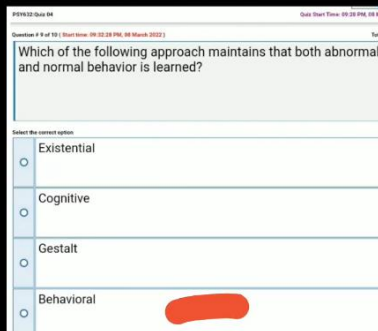 PSY632:Quiz 04
Quiz Start Time: 09:28 PM, 08
Question # 9 of 10 ( Start time: 09:32:28 PM, 08 March 2022 )
Which of the following approach maintains that both abnormal
and normal behavior is learned?
Select the correct option
Existential
Cognitive
Gestalt
Behavioral